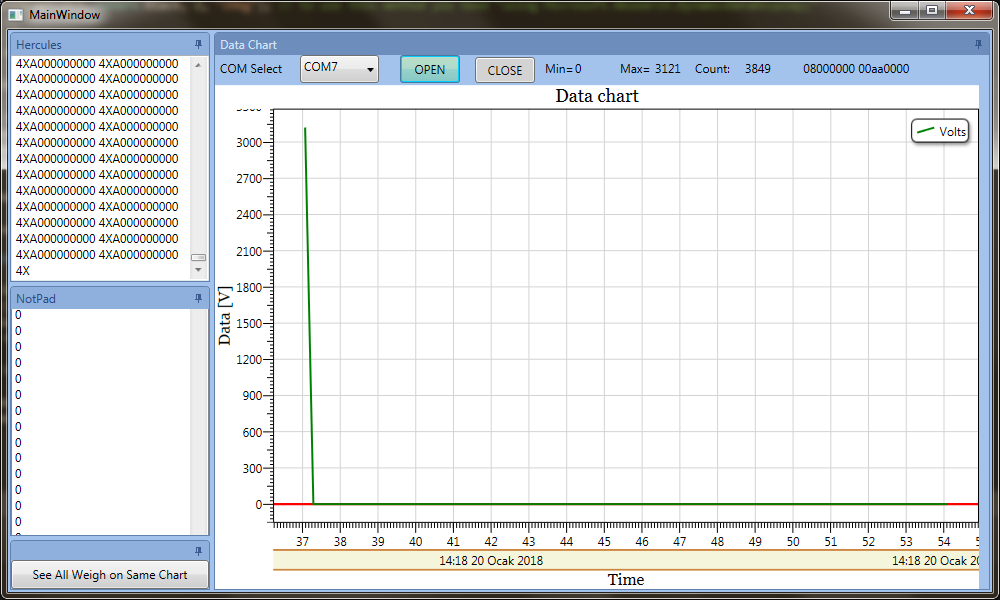 MainWindow
Hercules
4XA000000000 4XA000000000
4XA000000000 4XA000000000
4XA000000000 4XA000000000
4XA000000000 4XA000000000
4XA000000000 4XA000000000
4XA000000000 4XA000000000
4XA000000000 4XA000000000
4XA000000000 4XA000000000
4XA000000000 4XA000000000
4XA000000000 4XA000000000
4XA000000000 4XA000000000
4XA000000000 4XA000000000
4XA000000000 4XA000000000
4X
NotPad
0
0
0
0
0
0
0
0
0
0
0
0
0
0
See All Weigh on Same Chart
Data Chart
COM Select COM7 OPEN CLOSE Min= 0 Max= 3121 Count: 3849 08000000 00aa0000
Data chart
Volts
3000
2700
2400
2100
1800
1500
1200
900
600
300
0
Data [V]
37 38 39 40 41 42 43 44 45 46 47 48 49 50 51 52 53 54
14:18 20 Ocak 2018 14:18 20 Ocak
Time